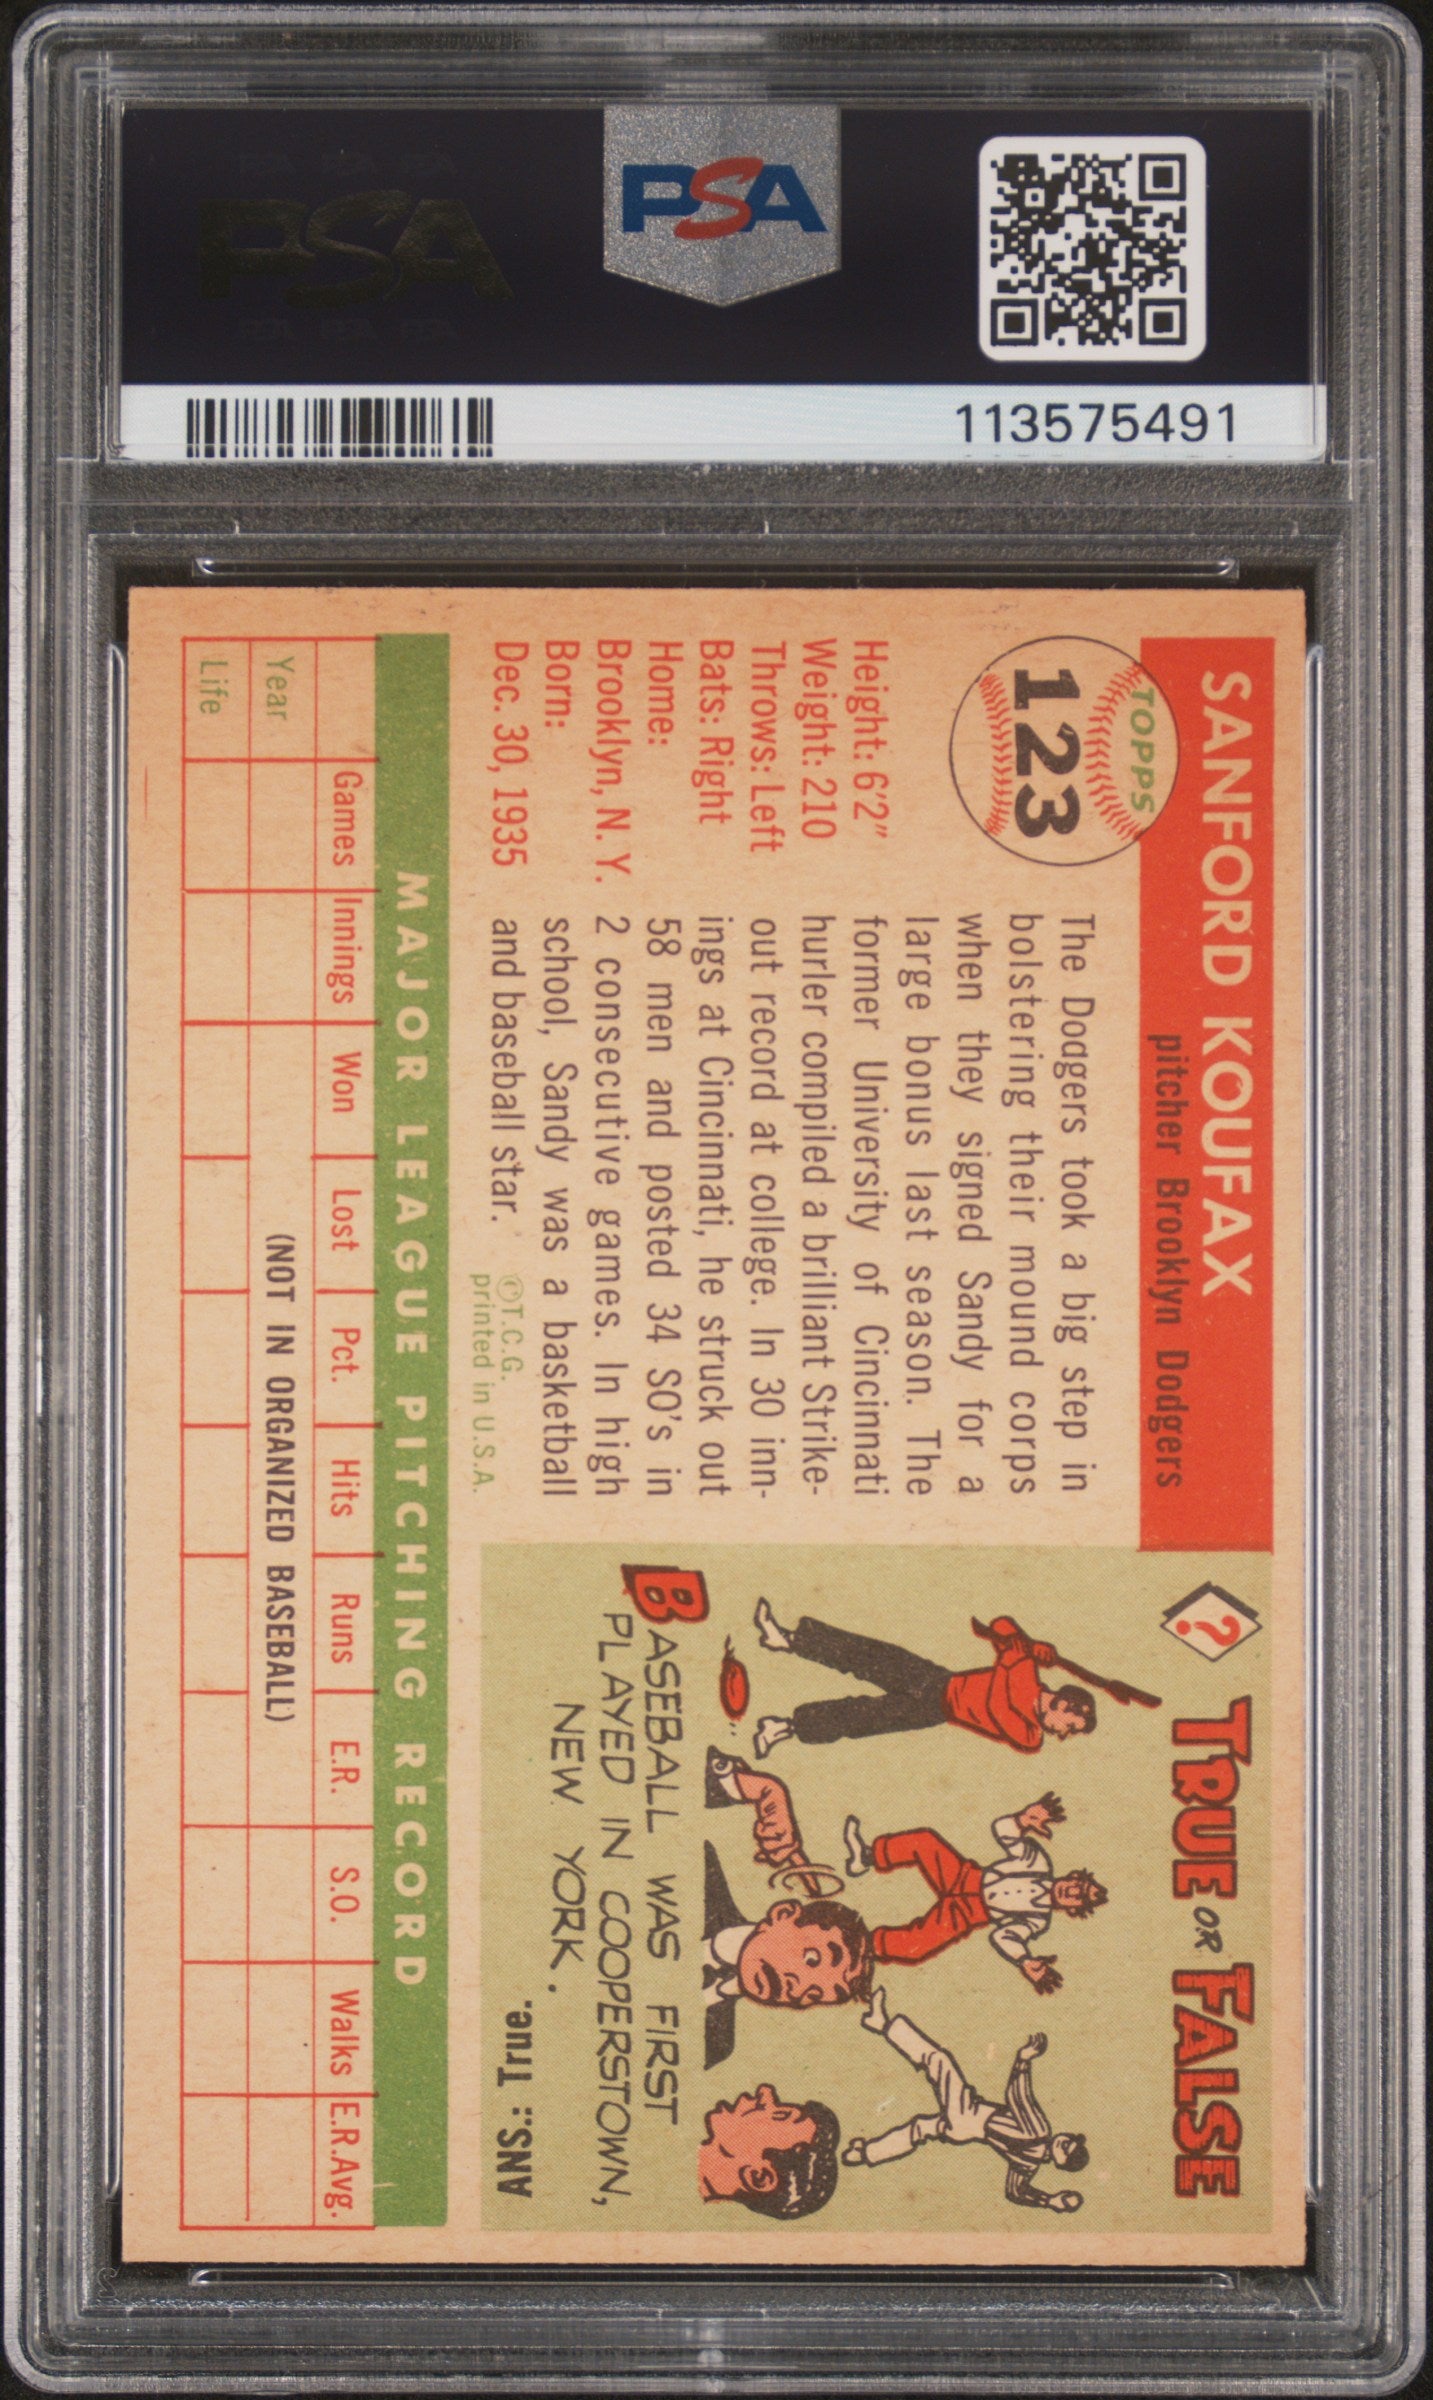 PSA
PSA
113575491
SANFORD KOUFAX
pitcher Brooklyn Dodgers
TOPPS
123
Height: 6'2"
Weight: 210
Throws: Left
Bats: Right
Home:
Brooklyn, N. Y.
Born:
Dec. 30, 1935
The Dodgers took a big step in
bolstering their mound corps
when they signed Sandy for a
large bonus last season. The
former University of Cincinnati
hurler compiled a brilliant Strike-
out record at college. In 30 inn-
ings at Cincinnati, he struck out
58 men and posted 34 SO's in
2 consecutive games. In high
school, Sandy was a basketball
and baseball star.
©T.C.G.
printed in U.S.A.
?
TRUE OR FALSE
BASEBALL WAS FIRST
PLAYED IN COOPERSTOWN,
NEW YORK.
ANS.: True.
MAJOR LEAGUE PITCHING RECORD
Games Innings Won Lost Pct. Hits Runs E.R. S.O. Walks E.R.Avg.
Year
(NOT IN ORGANIZED BASEBALL)
Life